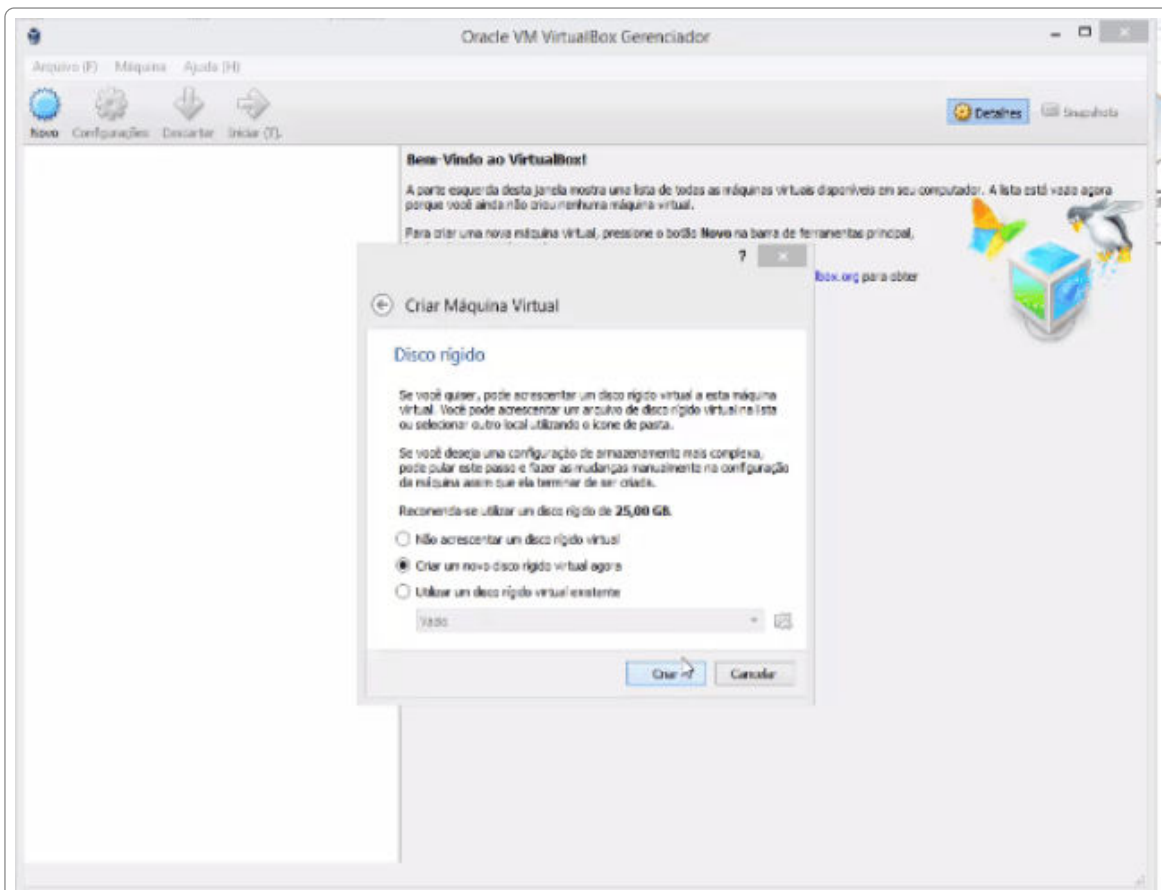 Oracle VM VirtualBox Gerenciador
Arquivo (F) Máquina Ajuda (H)
Novo Configurações Descartar Iniciar (T)
Detalhes Snapshots
Bem-Vindo ao VirtualBox!
A parte esquerda desta janela mostra uma lista de todas as máquinas virtuais disponíveis em seu computador. A lista está vazia agora
porque você ainda não criou nenhuma máquina virtual.
Para criar uma nova máquina virtual, pressione o botão Novo na barra de ferramentas principal,
?
box.org para obter
Criar Máquina Virtual
Disco rígido
Se você quiser, pode acrescentar um disco rígido virtual a esta máquina
virtual. Você pode acrescentar um arquivo de disco rígido virtual na lista
ou selecionar outro local utilizando o ícone de pasta.
Se você deseja uma configuração de armazenamento mais complexa,
pode pular este passo e fazer as mudanças manualmente na configuração
da máquina assim que ela terminar de ser criada.
Recomenda-se utilizar um disco rígido de 25,00 GB.
Não acrescentar um disco rígido virtual
Criar um novo disco rígido virtual agora
Utilizar um disco rígido virtual existente
Vazio
Criar Cancelar